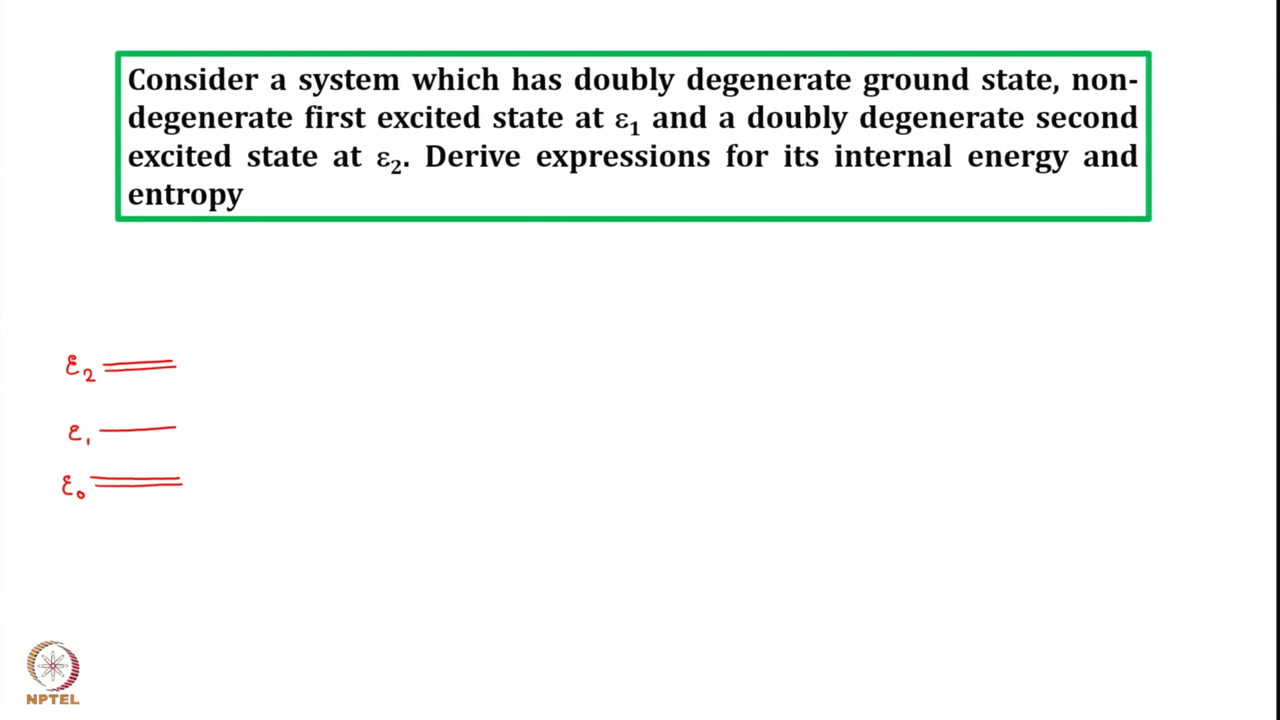 Consider a system which has doubly degenerate ground state, non-
degenerate first excited state at ε₁ and a doubly degenerate second
excited state at ε₂. Derive expressions for its internal energy and
entropy
ε₂
ε₁
ε₀
NPTEL